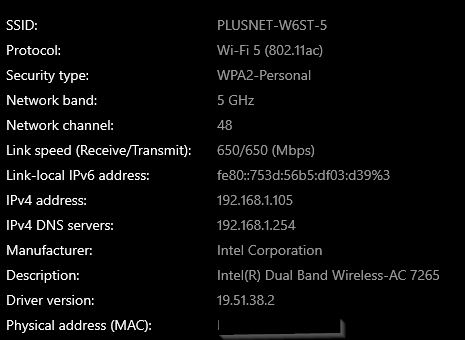 SSID: PLUSNET-W6ST-5
Protocol: Wi-Fi 5 (802.11ac)
Security type: WPA2-Personal
Network band: 5 GHz
Network channel: 48
Link speed (Receive/Transmit): 650/650 (Mbps)
Link-local IPv6 address: fe80::753d:56b5:df03:d39%3
IPv4 address: 192.168.1.105
IPv4 DNS servers: 192.168.1.254
Manufacturer: Intel Corporation
Description: Intel(R) Dual Band Wireless-AC 7265
Driver version: 19.51.38.2
Physical address (MAC):